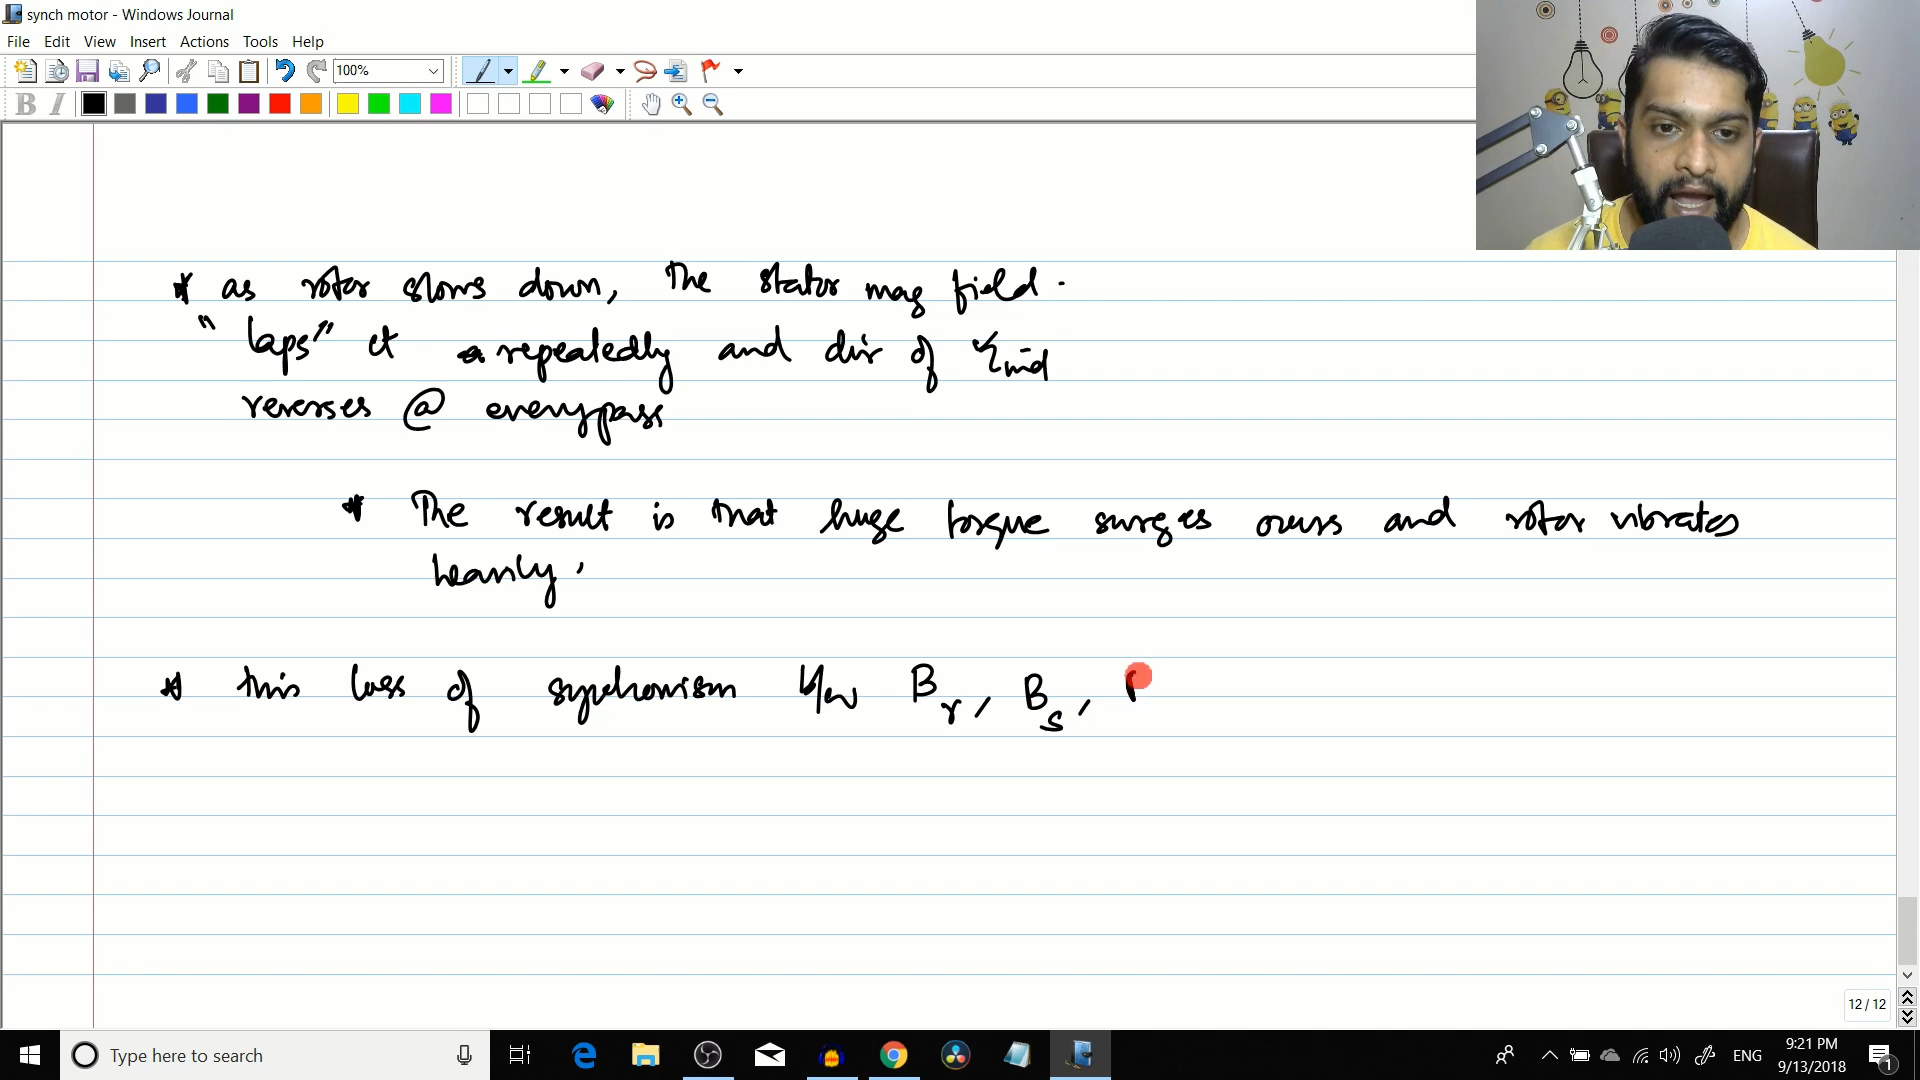 synch motor - Windows Journal
File Edit View Insert Actions Tools Help
100%
B I
* as rotor slows down, the stator mag field.
"laps" it repeatedly and dir of τind
reverses @ everypass
* The result is that huge torque surges ours and rotor vibrates
heavily,
* this loss of synchronism b/w Br, Bs,
12 / 12
Type here to search
ENG
9:21 PM
9/13/2018
1